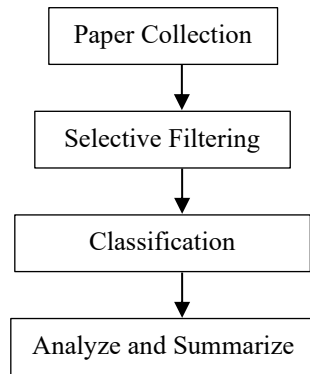 Paper Collection
Selective Filtering
Classification
Analyze and Summarize